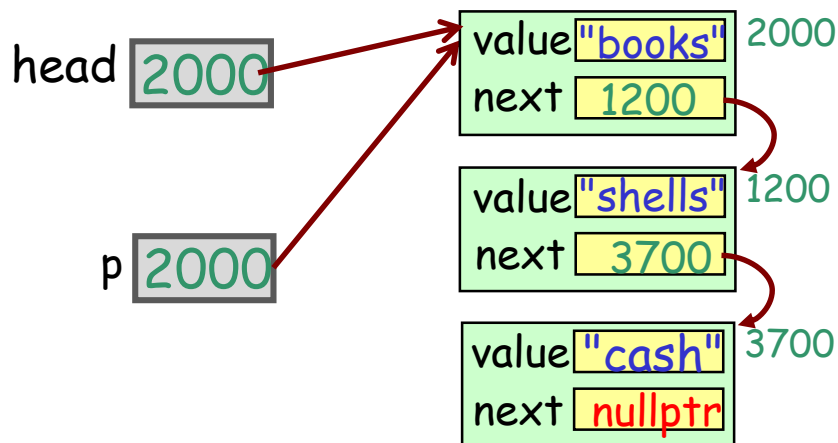 head 2000
p 2000
value "books" 2000
next 1200
value "shells" 1200
next 3700
value "cash" 3700
next nullptr